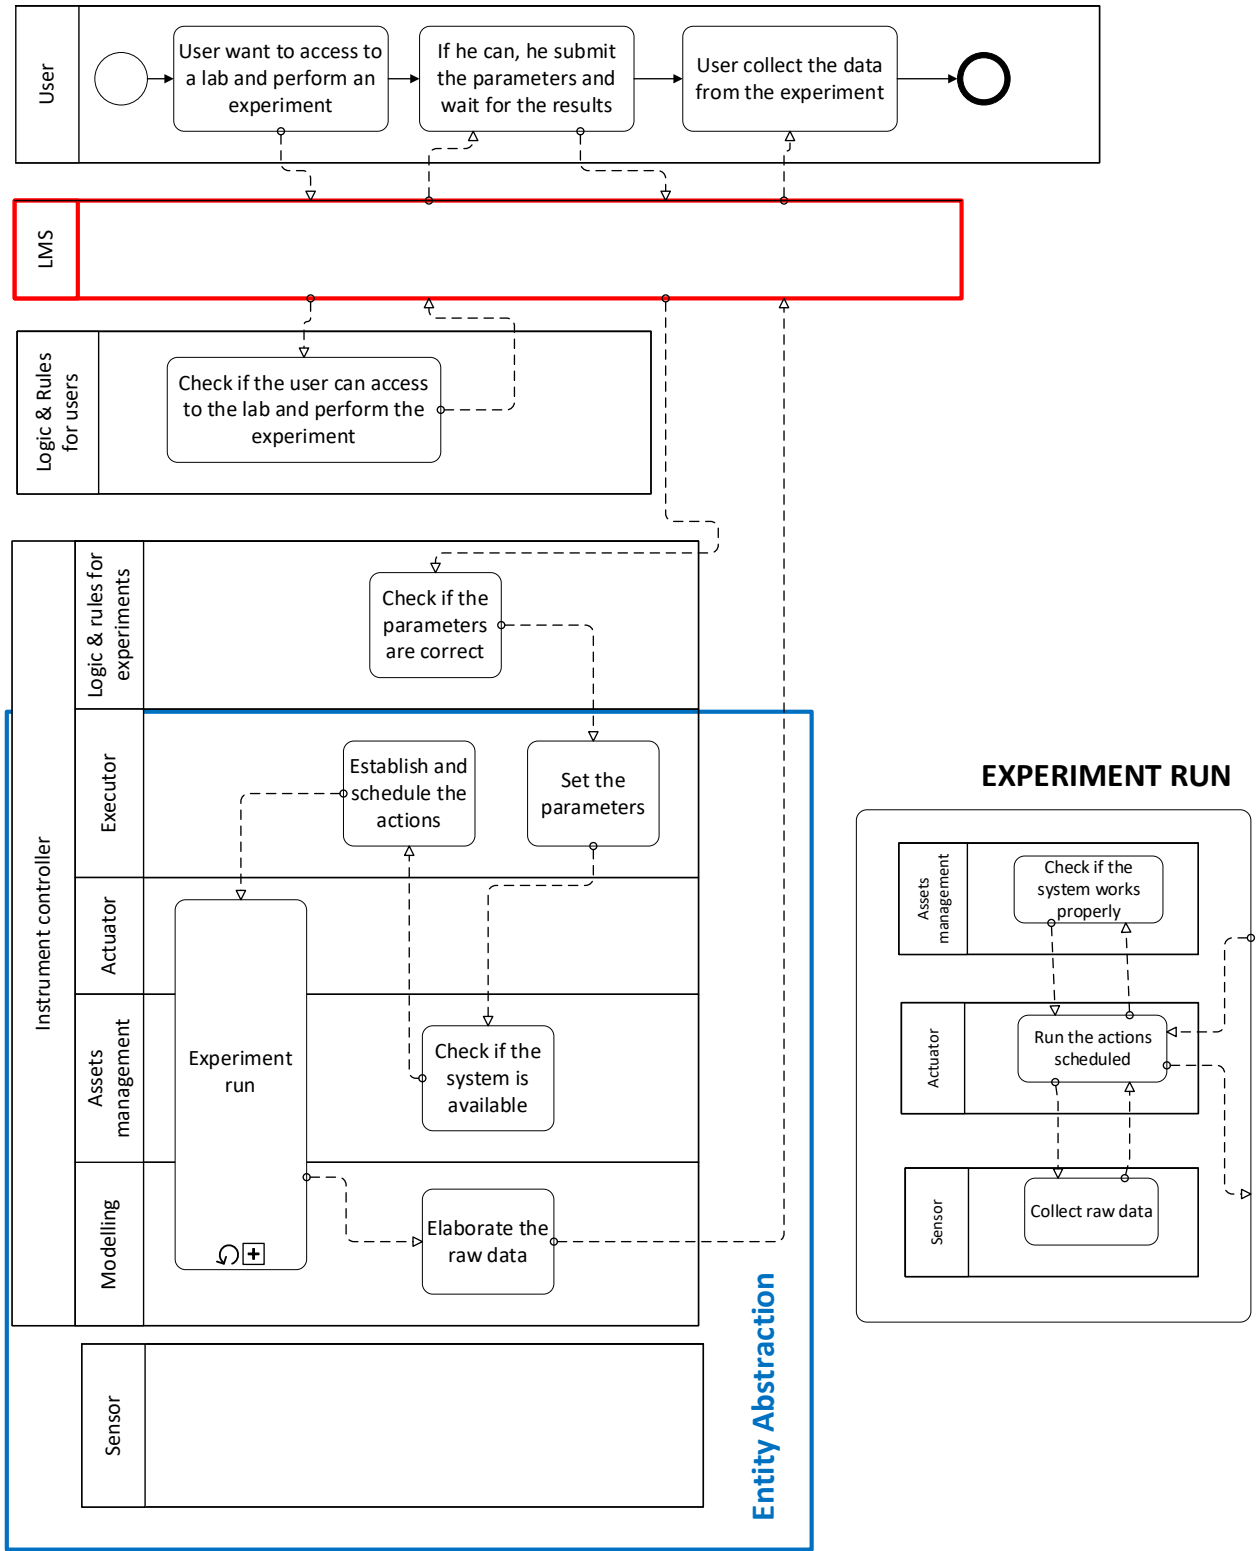 User
User want to access to
a lab and perform an
experiment
If he can, he submit
the parameters and
wait for the results
User collect the data
from the experiment
LMS
Logic & Rules
for users
Check if the user can access
to the lab and perform the
experiment
Instrument controller
Logic & rules for
experiments
Check if the
parameters
are correct
Executor
Establish and
schedule the
actions
Set the
parameters
Actuator
Experiment
run
Assets
management
Check if the
system is
available
Modelling
Elaborate the
raw data
Sensor
Entity Abstraction
EXPERIMENT RUN
Assets
management
Check if the
system works
properly
Actuator
Run the actions
scheduled
Sensor
Collect raw data